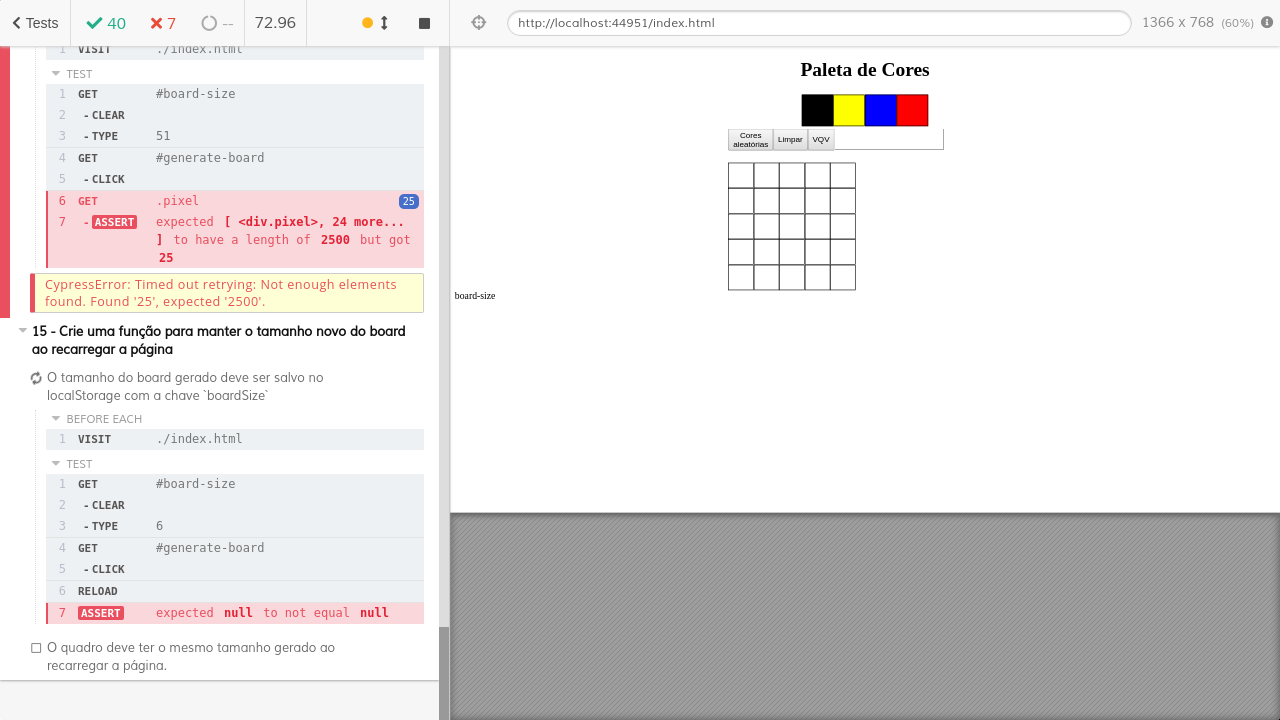 Tests
40
7
--
72.96
http://localhost:44951/index.html
1366 x 768 (60%)
1 VISIT ./index.html
TEST
1 GET #board-size
2 - CLEAR
3 - TYPE 51
4 GET #generate-board
5 - CLICK
6 GET .pixel 25
7 - ASSERT expected [ <div.pixel>, 24 more...
] to have a length of 2500 but got
25
CypressError: Timed out retrying: Not enough elements
found. Found '25', expected '2500'.
15 - Crie uma função para manter o tamanho novo do board
ao recarregar a página
O tamanho do board gerado deve ser salvo no
localStorage com a chave `boardSize`
BEFORE EACH
1 VISIT ./index.html
TEST
1 GET #board-size
2 - CLEAR
3 - TYPE 6
4 GET #generate-board
5 - CLICK
6 RELOAD
7 ASSERT expected null to not equal null
O quadro deve ter o mesmo tamanho gerado ao
recarregar a página.
Paleta de Cores
Cores
aleatórias
Limpar
VQV
board-size